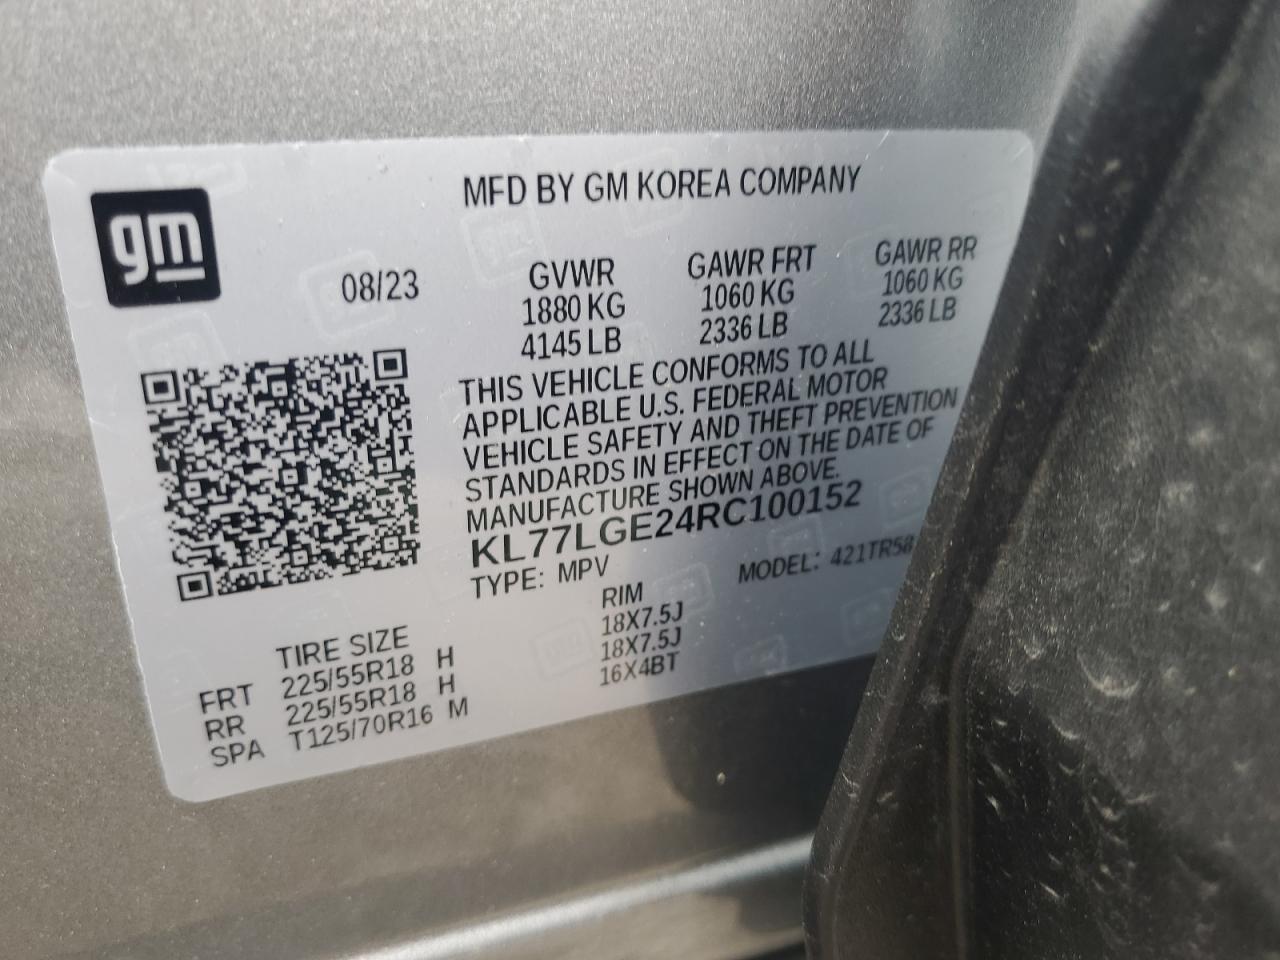 gm
MFD BY GM KOREA COMPANY
08/23
GVWR
1880 KG
4145 LB
GAWR FRT
1060 KG
2336 LB
GAWR RR
1060 KG
2336 LB
THIS VEHICLE CONFORMS TO ALL
APPLICABLE U.S. FEDERAL MOTOR
VEHICLE SAFETY AND THEFT PREVENTION
STANDARDS IN EFFECT ON THE DATE OF
MANUFACTURE SHOWN ABOVE.
KL77LGE24RC100152
TYPE: MPV MODEL: 421TR58
TIRE SIZE RIM
FRT 225/55R18 H 18X7.5J
RR 225/55R18 H 18X7.5J
SPA T125/70R16 M 16X4BT